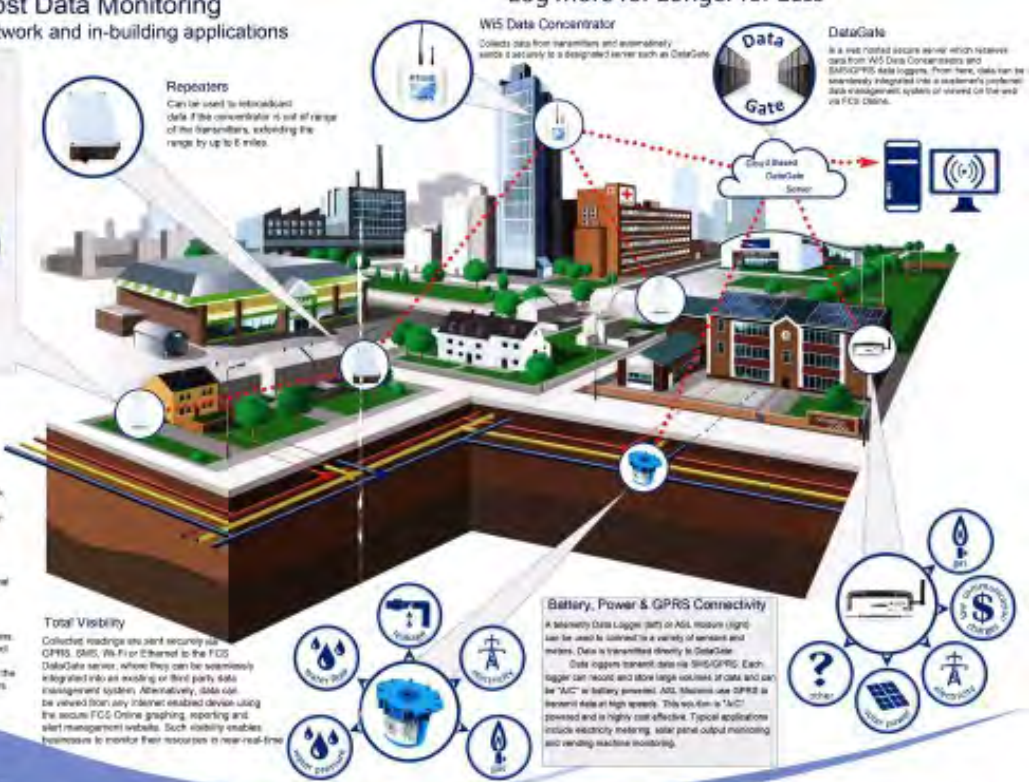 ost Data Monitoring
twork and in-building applications
Log more for Longer for Less
Wi5 Data Concentrator
Collects data from transmitters and automatically
sends it securely to a designated server such as DataGate
Data
Gate
DataGate
is a web hosted secure server which receives
data from Wi5 Data Concentrators and
SMS/GPRS data loggers. From here, data can be
seamlessly integrated into a customer's preferred
data management system or viewed on the web
via FCS Online.
Repeaters
Can be used to rebroadcast
data if the concentrator is out of range
of the transmitters, extending the
range by up to 6 miles.
Cloud Based
DataGate
Server
Total Visibility
Collected readings are sent securely via
GPRS, SMS, Wi-Fi or Ethernet to the FCS
DataGate server, where they can be seamlessly
integrated into an existing or third party data
management system. Alternatively, data can
be viewed from any internet enabled device using
the secure FCS Online graphing, reporting and
alert management website. Such visibility enables
businesses to monitor their resources in near-real-time
leakage
water flow
electricity
water pressure
gas
Battery, Power & GPRS Connectivity
A telemetry Data Logger (left) or ASL Module (right)
can be used to connect to a variety of sensors and
meters. Data is transmitted directly to DataGate.
Data loggers transmit data via SMS/GPRS. Each
logger can record and store large volumes of data and can
be "A/C" or battery powered. ASL Modules use GPRS to
transmit data at high speeds. This solution is "A/C"
powered and is highly cost effective. Typical applications
include electricity metering, solar panel output monitoring
and vending machine monitoring.
gas
low communication
charges
electricity
solar power
other